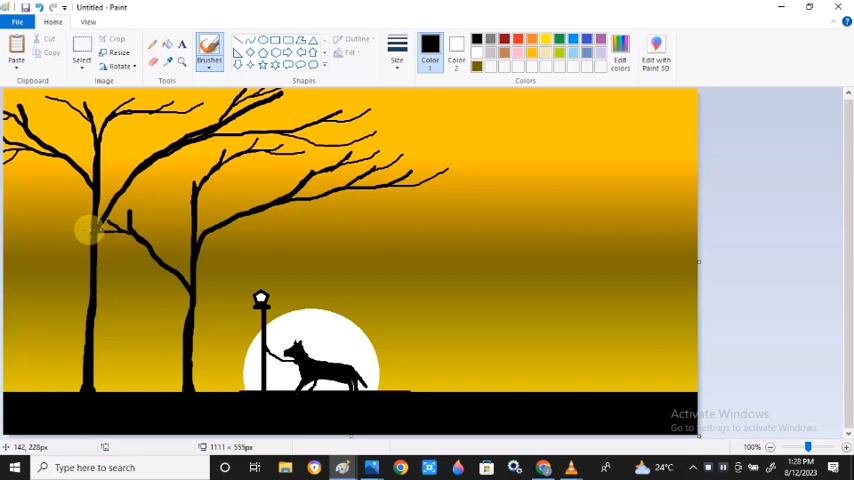 Untitled - Paint
File Home View
Paste
Cut
Copy
Clipboard
Select
Crop
Resize
Rotate
Image
Tools
Brushes
Outline
Fill
Shapes
Size
Color 1
Color 2
Edit colors
Edit with Paint 3D
Colors
Activate Windows
Go to Settings to activate Windows.
142, 228px
1111 × 555px
100%
Type here to search
24°C
1:28 PM
8/12/2023